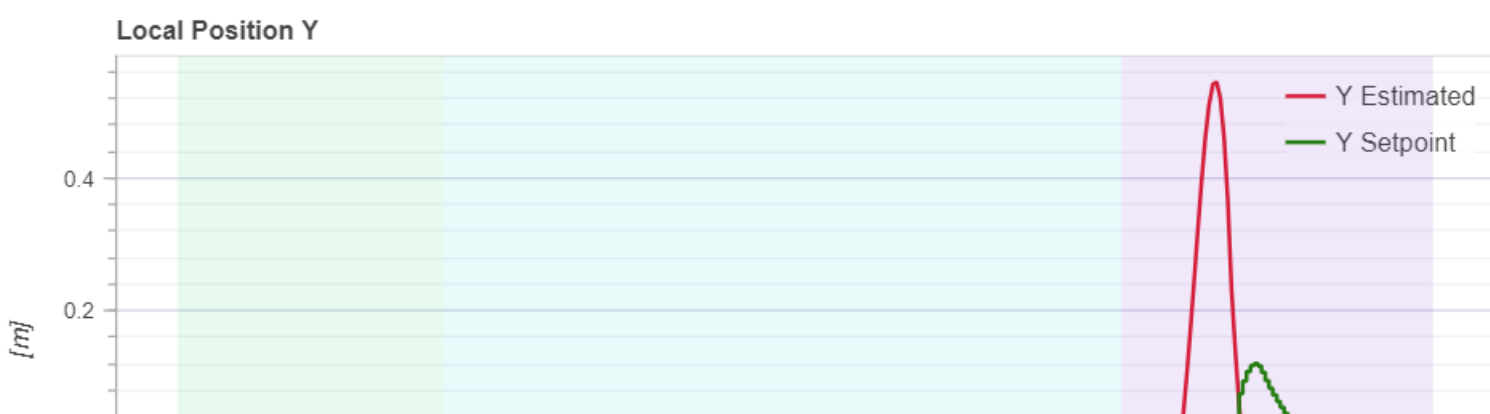 Local Position Y
Y Estimated
Y Setpoint
0.4
0.2
[m]